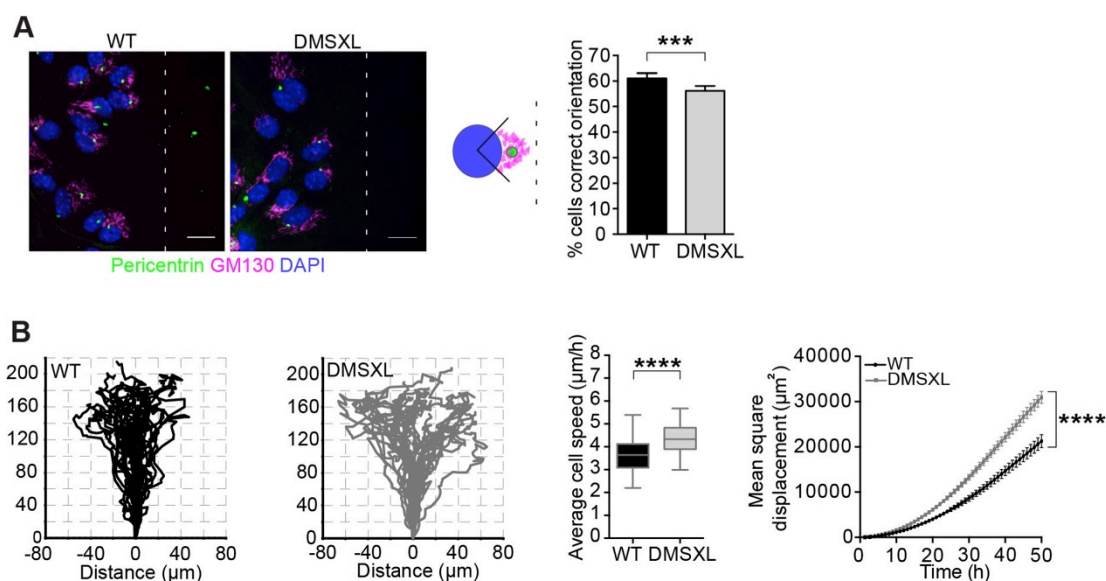 A
WT
DMSXL
Pericentrin GM130 DAPI
% cells correct orientation
70
60
50
40
30
20
10
0
***
WT DMSXL
B
WT
200
160
120
80
40
0
-80 -40 0 40 80
Distance (µm)
DMSXL
200
160
120
80
40
0
-80 -40 0 40 80
Distance (µm)
Average cell speed (µm/h)
8
7
6
5
4
3
2
1
0
****
WT DMSXL
Mean square
displacement (µm²)
40000
30000
20000
10000
0
WT
DMSXL
****
0 10 20 30 40 50
Time (h)